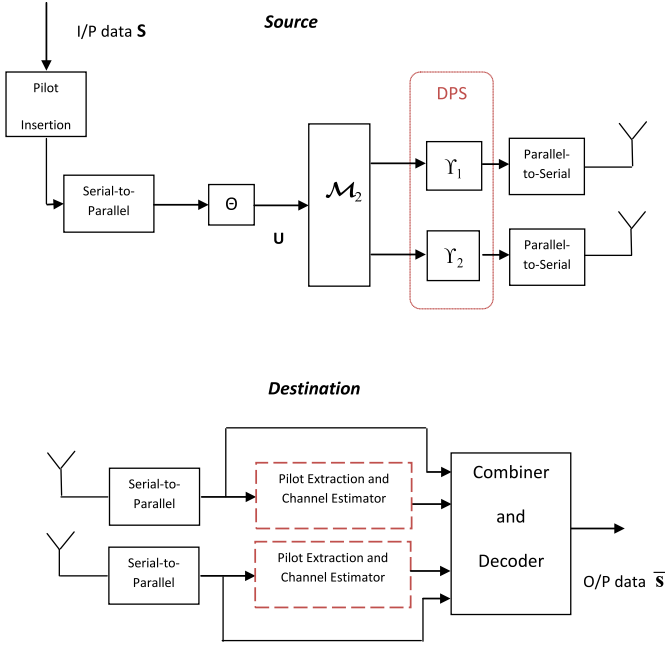 Source
I/P data S
Pilot
Insertion
DPS
Serial-to-
Parallel
Θ
U
ℳ2
ϒ1
ϒ2
Parallel-
to-Serial
Parallel-
to-Serial
Destination
Serial-to-
Parallel
Pilot Extraction and
Channel Estimator
Serial-to-
Parallel
Pilot Extraction and
Channel Estimator
Combiner
and
Decoder
O/P data s̅